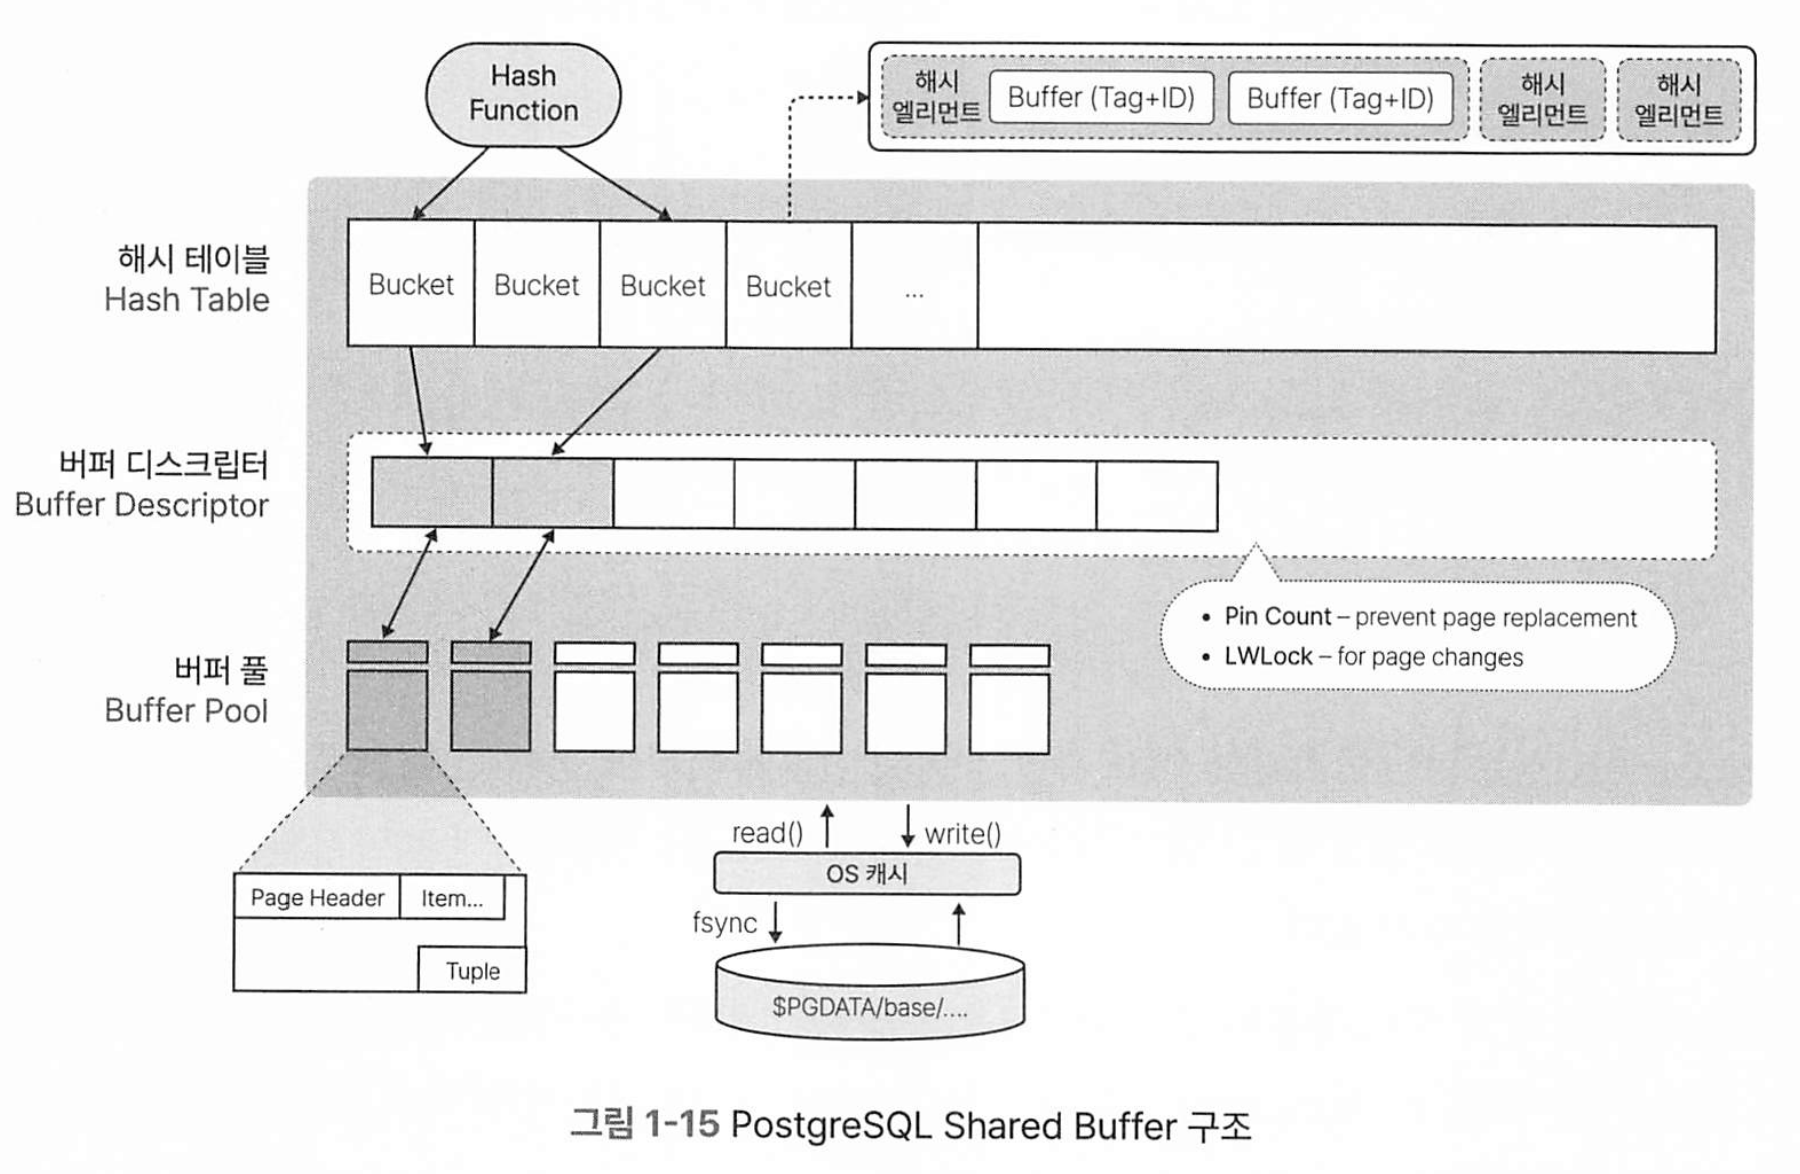 Hash
Function
해시
엘리먼트
Buffer (Tag+ID)
Buffer (Tag+ID)
해시
엘리먼트
해시
엘리먼트
해시 테이블
Hash Table
Bucket
Bucket
Bucket
Bucket
...
버퍼 디스크립터
Buffer Descriptor
• Pin Count – prevent page replacement
• LWLock – for page changes
버퍼 풀
Buffer Pool
read()
write()
OS 캐시
Page Header
Item...
Tuple
fsync
$PGDATA/base/....
그림 1-15 PostgreSQL Shared Buffer 구조